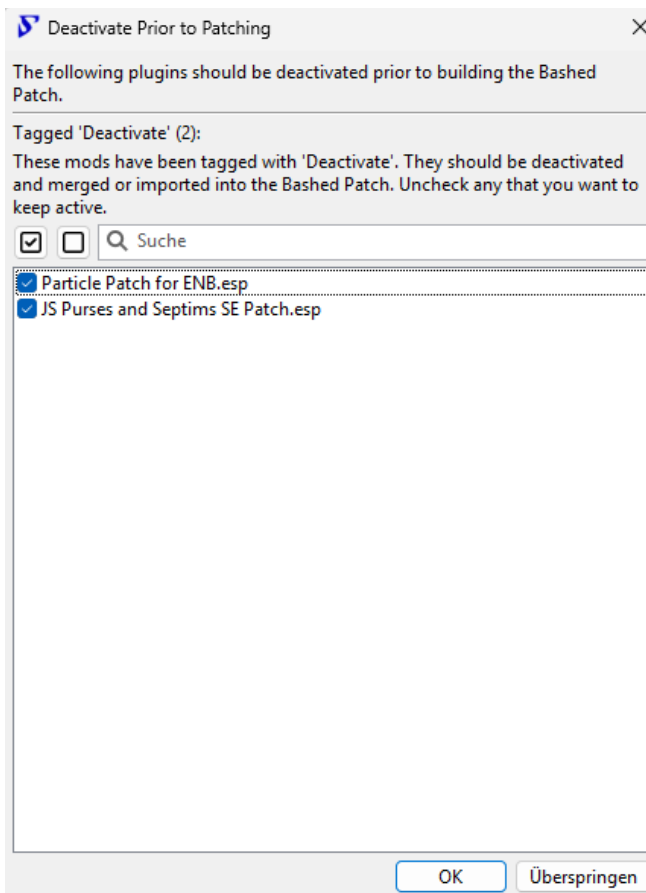 Deactivate Prior to Patching
The following plugins should be deactivated prior to building the Bashed
Patch.
Tagged 'Deactivate' (2):
These mods have been tagged with 'Deactivate'. They should be deactivated
and merged or imported into the Bashed Patch. Uncheck any that you want to
keep active.
Suche
Particle Patch for ENB.esp
JS Purses and Septims SE Patch.esp
OK
Überspringen